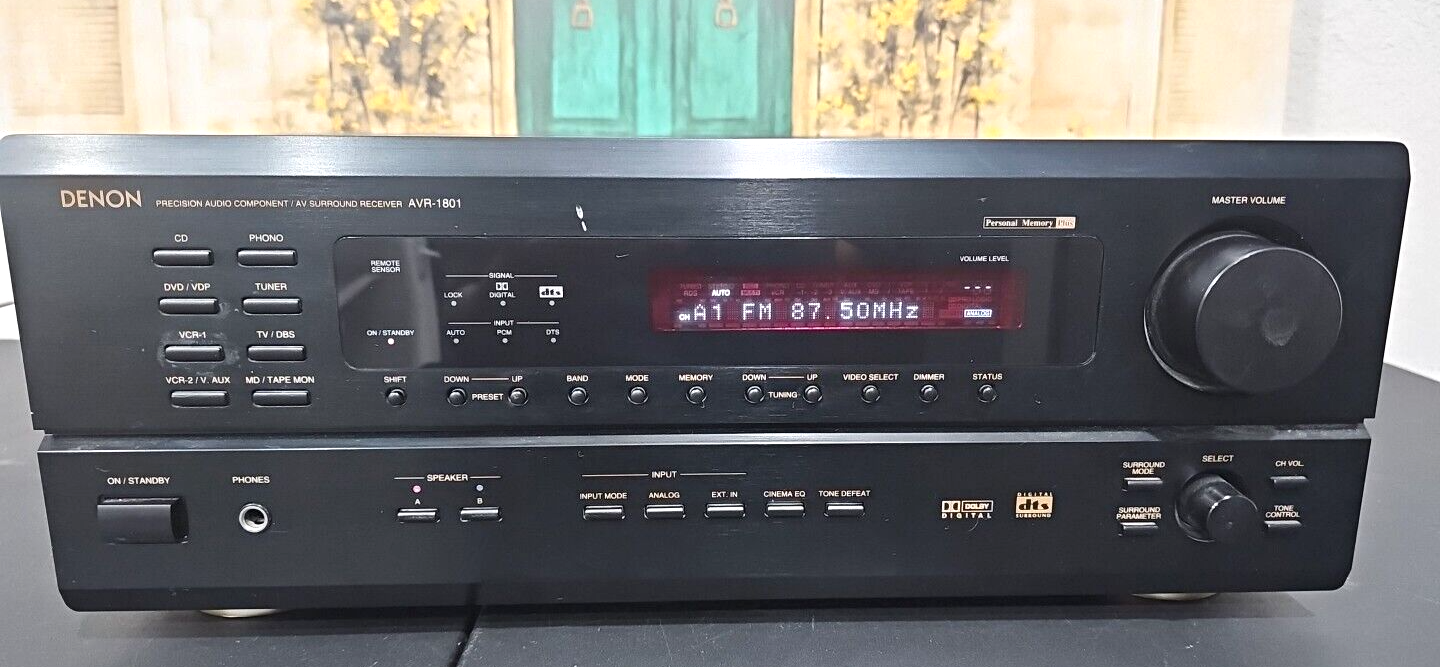 DENON PRECISION AUDIO COMPONENT / AV SURROUND RECEIVER AVR-1801
MASTER VOLUME
Personal Memory Plus
CD PHONO
DVD / VDP TUNER
VCR-1 TV / DBS
VCR-2 / V. AUX MD / TAPE MON
REMOTE
SENSOR
SIGNAL
LOCK DIGITAL dts
INPUT
ON / STANDBY AUTO PCM DTS
VOLUME LEVEL
AUTO ---
CH A1 FM 87.50MHz ANALOG
SHIFT DOWN UP BAND MODE MEMORY DOWN UP VIDEO SELECT DIMMER STATUS
PRESET TUNING
ON / STANDBY PHONES
SPEAKER
A B
INPUT
INPUT MODE ANALOG EXT. IN CINEMA EQ TONE DEFEAT
DOLBY
DIGITAL
DIGITAL
dts
SURROUND
SURROUND
MODE
SELECT
CH VOL.
SURROUND
PARAMETER
TONE
CONTROL